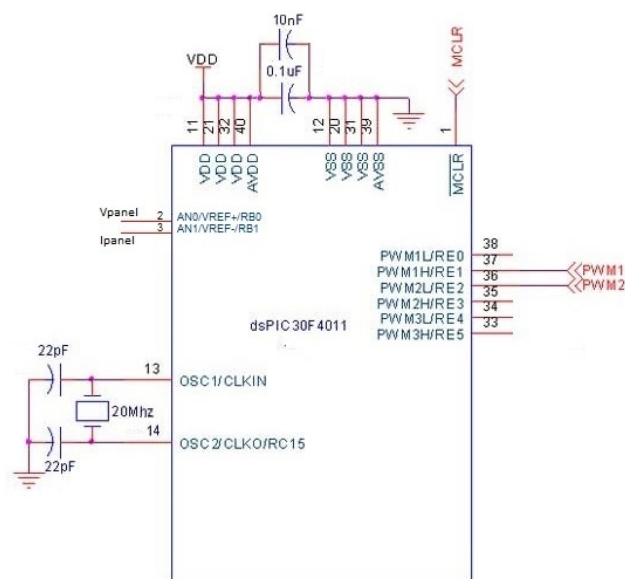 10nF
VDD
0.1uF
MCLR
11
21
32
40
12
20
31
39
1
VDD
VDD
VDD
AVDD
VSS
VSS
VSS
AVSS
MCLR
Vpanel
2
AN0/VREF+/RB0
3
AN1/VREF-/RB1
Ipanel
38
PWM1L/RE0
37
PWM1H/RE1
PWM1
36
PWM2L/RE2
PWM2
35
PWM2H/RE3
34
PWM3L/RE4
33
PWM3H/RE5
dsPIC30F4011
22pF
13
OSC1/CLKIN
20Mhz
14
OSC2/CLKO/RC15
22pF